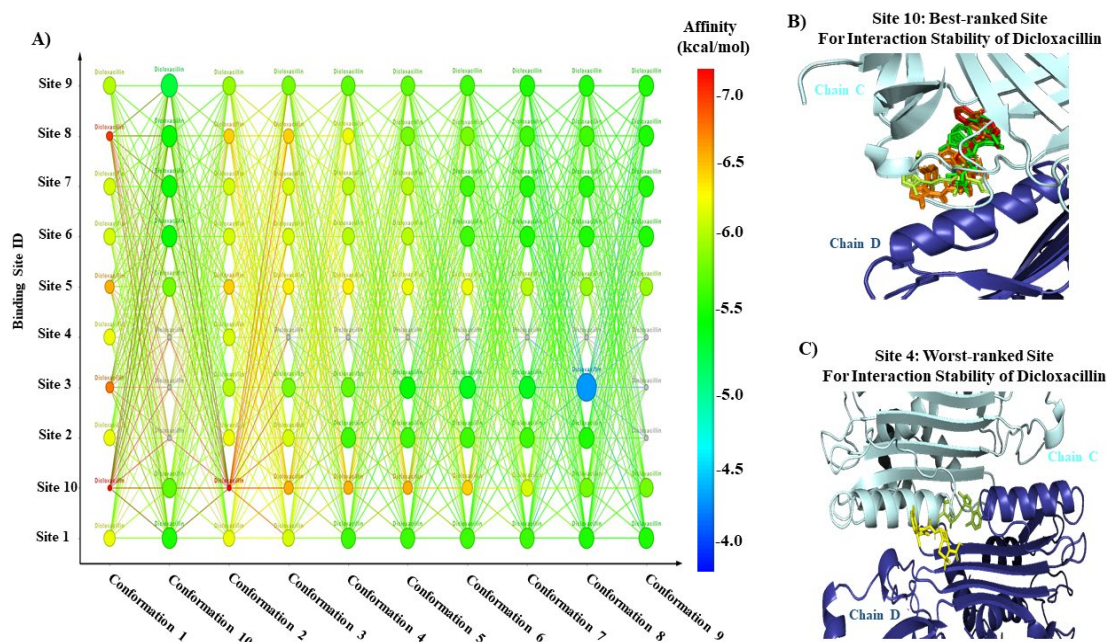 A)
Affinity
(kcal/mol)
-7.0
-6.5
-6.0
-5.5
-5.0
-4.5
-4.0
Binding Site ID
Site 9
Site 8
Site 7
Site 6
Site 5
Site 4
Site 3
Site 2
Site 10
Site 1
Dicloxacillin
Conformation 1
Conformation 10
Conformation 2
Conformation 3
Conformation 4
Conformation 5
Conformation 6
Conformation 7
Conformation 8
Conformation 9
B)
Site 10: Best-ranked Site
For Interaction Stability of Dicloxacillin
Chain C
Chain D
C)
Site 4: Worst-ranked Site
For Interaction Stability of Dicloxacillin
Chain C
Chain D